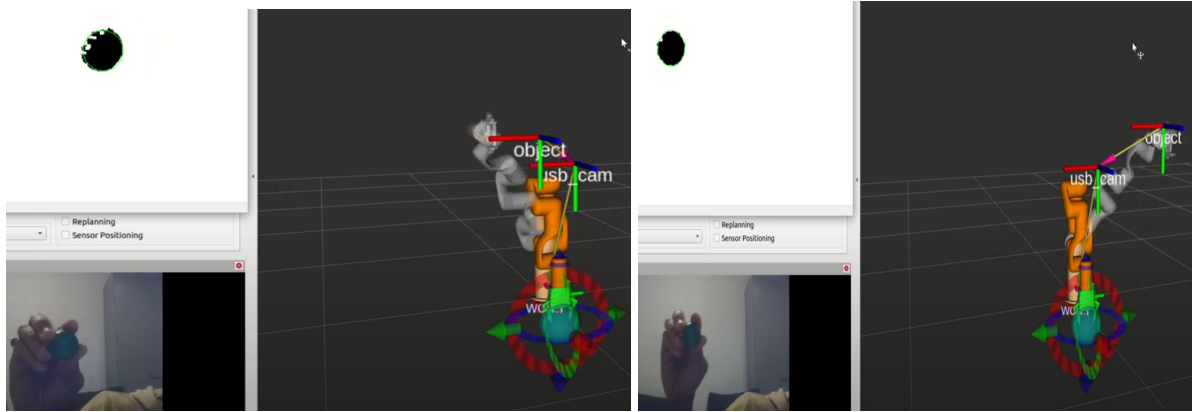 Replanning
Sensor Positioning
object
usb_cam
Replanning
Sensor Positioning
object
usb_cam